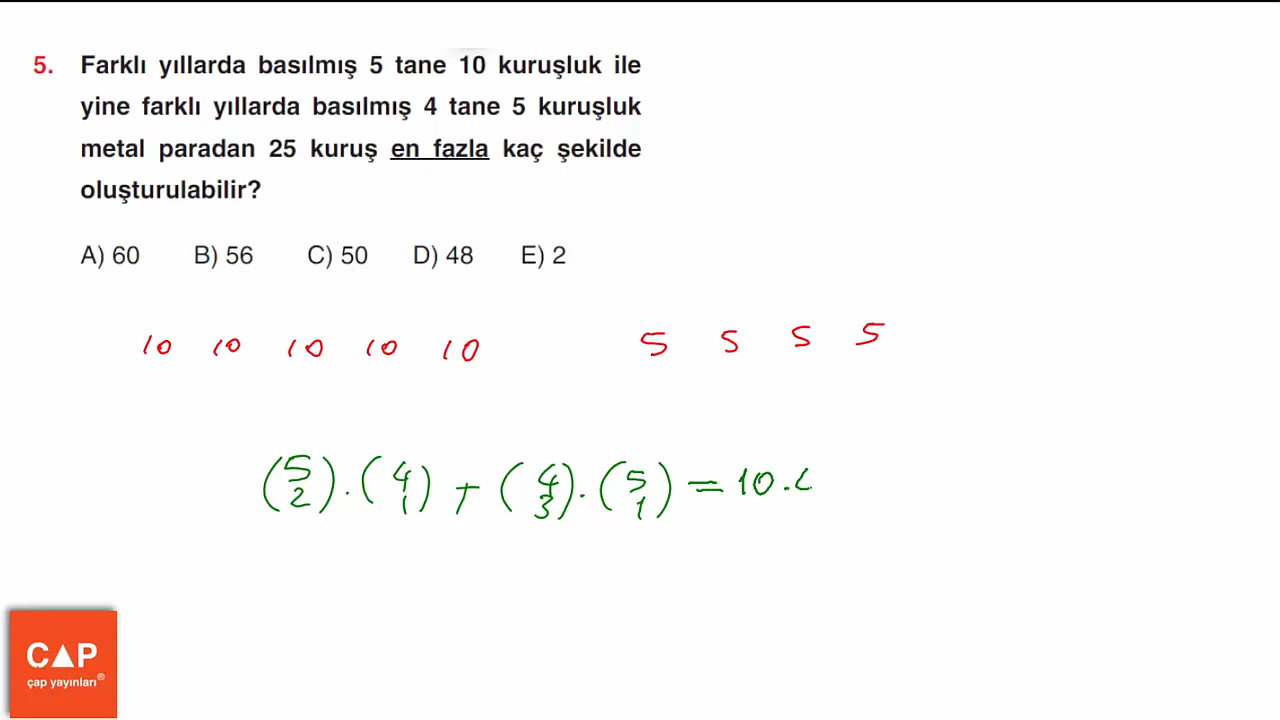 5. Farklı yıllarda basılmış 5 tane 10 kuruşluk ile
yine farklı yıllarda basılmış 4 tane 5 kuruşluk
metal paradan 25 kuruş en fazla kaç şekilde
oluşturulabilir?
A) 60 B) 56 C) 50 D) 48 E) 2
10 10 10 10 10 5 5 5 5
(5 2) . (4 1) + (4 3) . (5 1) = 10 .
CAP
çap yayınları®